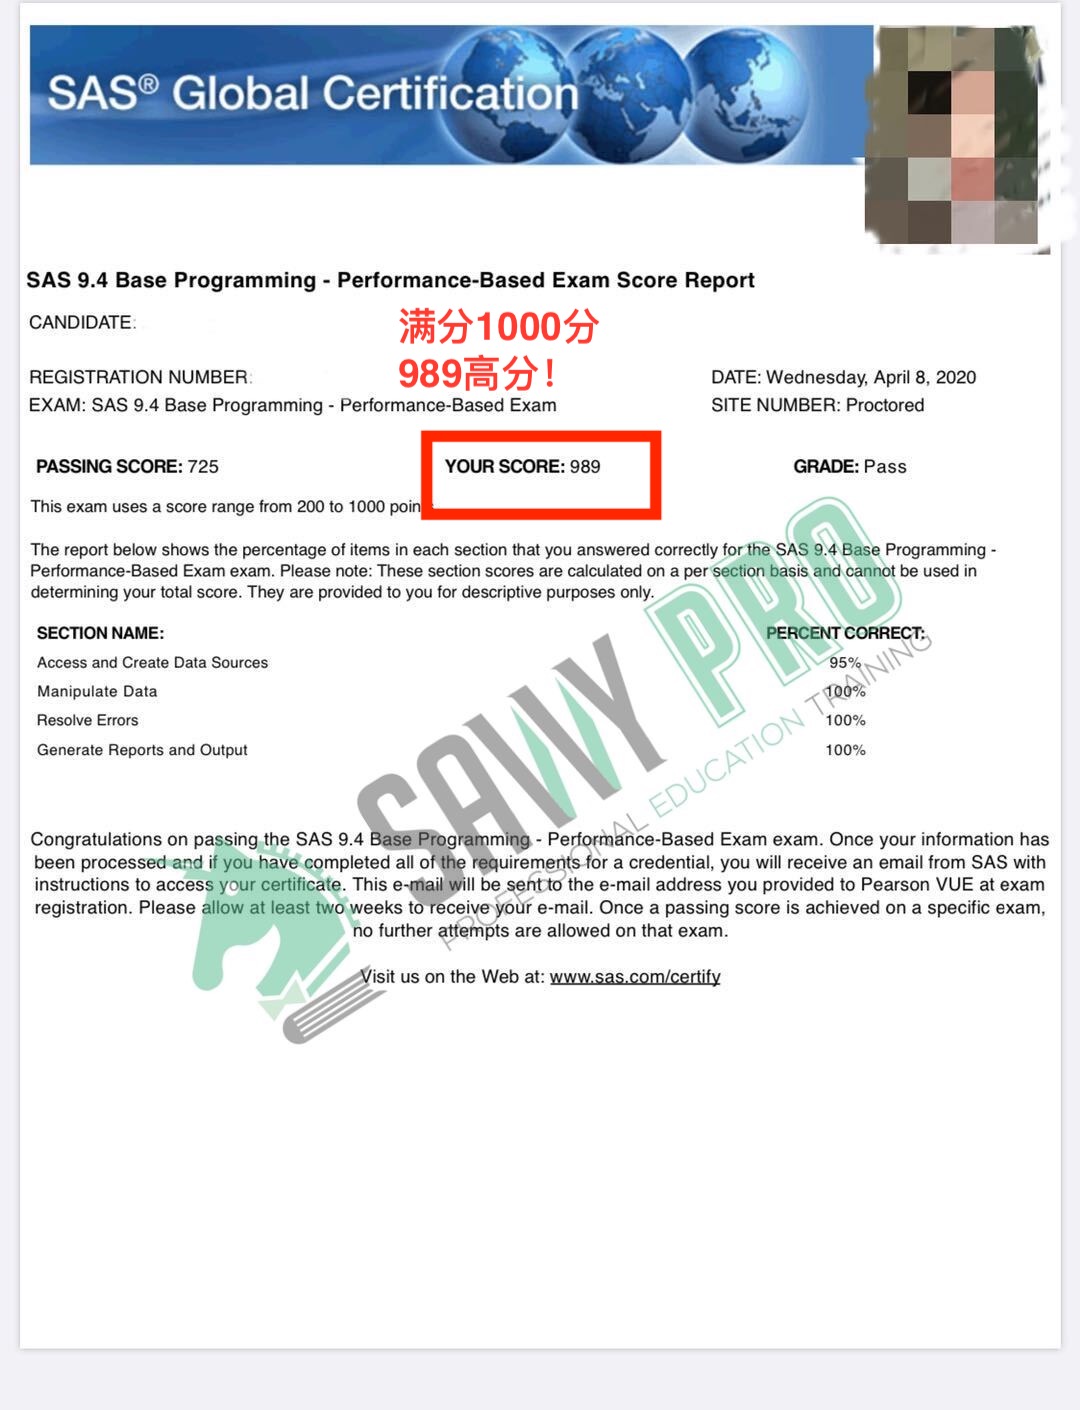 SAS® Global Certification
SAS 9.4 Base Programming - Performance-Based Exam Score Report
CANDIDATE:
满分1000分
989高分！
REGISTRATION NUMBER:
DATE: Wednesday, April 8, 2020
EXAM: SAS 9.4 Base Programming - Performance-Based Exam
SITE NUMBER: Proctored
PASSING SCORE: 725
YOUR SCORE: 989
GRADE: Pass
This exam uses a score range from 200 to 1000
The report below shows the percentage of items in each section that you answered correctly for the SAS 9.4 Base Programming -
Performance-Based Exam exam. Please note: These section scores are calculated on a per section basis and cannot be used in
determining your total score. They are provided to you for descriptive purposes only.
SECTION NAME:
PERCENT CORRECT:
Access and Create Data Sources
95%
Manipulate Data
100%
Resolve Errors
100%
Generate Reports and Output
100%
SAVVY PRO
PROFESSIONAL EDUCATION TRAINING
Congratulations on passing the SAS 9.4 Base Programming - Performance-Based Exam exam. Once your information has
been processed and if you have completed all of the requirements for a credential, you will receive an email from SAS with
instructions to access your certificate. This e-mail will be sent to the e-mail address you provided to Pearson VUE at exam
registration. Please allow at least two weeks to receive your e-mail. Once a passing score is achieved on a specific exam,
no further attempts are allowed on that exam.
Visit us on the Web at: www.sas.com/certify